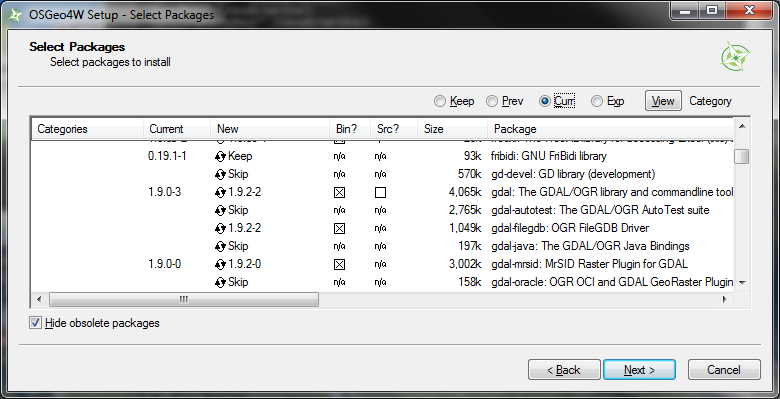 OSGeo4W Setup - Select Packages
Select Packages
Select packages to install
Keep Prev Curr Exp View Category
Categories Current New Bin? Src? Size Package
0.19.1-1 Keep n/a n/a 93k fribidi: GNU FriBidi library
Skip n/a n/a 570k gd-devel: GD library (development)
1.9.0-3 1.9.2-2 4,065k gdal: The GDAL/OGR library and commandline tool
Skip n/a n/a 2,765k gdal-autotest: The GDAL/OGR AutoTest suite
1.9.2-2 n/a 1,049k gdal-filegdb: OGR FileGDB Driver
Skip n/a n/a 197k gdal-java: The GDAL/OGR Java Bindings
1.9.0-0 1.9.2-0 n/a 3,002k gdal-mrsid: MrSID Raster Plugin for GDAL
Skip n/a n/a 158k gdal-oracle: OGR OCI and GDAL GeoRaster Plugin
Hide obsolete packages
< Back Next > Cancel